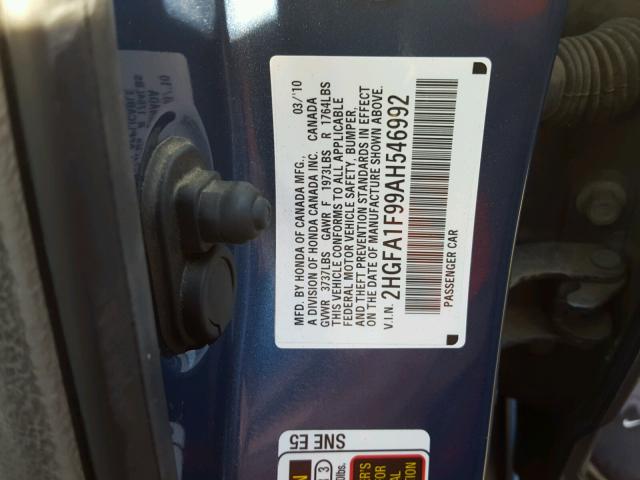 MFD. BY HONDA OF CANADA MFG., 03/'10
A DIVISION OF HONDA CANADA INC. CANADA
GVWR 3737LBS GAWR F 1973LBS R 1764LBS
THIS VEHICLE CONFORMS TO ALL APPLICABLE
FEDERAL MOTOR VEHICLE SAFETY, BUMPER,
AND THEFT PREVENTION STANDARDS IN EFFECT
ON THE DATE OF MANUFACTURE SHOWN ABOVE.
V.I.N. 2HGFA1F99AH546992
PASSENGER CAR
SNE E5